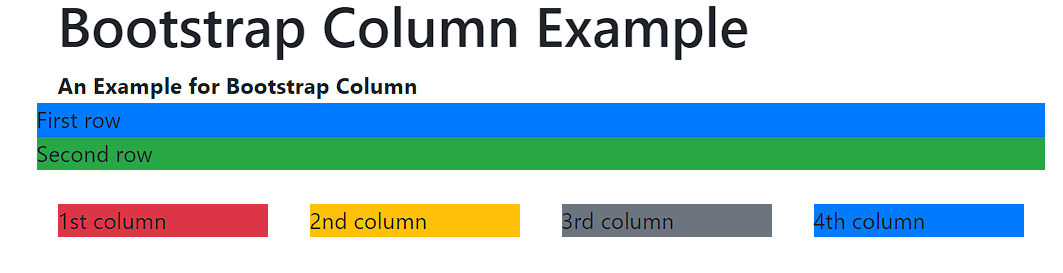 Bootstrap Column Example
An Example for Bootstrap Column
First row
Second row
1st column 2nd column 3rd column 4th column